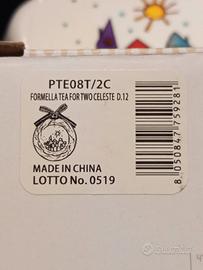 PTE08T/2C
FORMELLA TEA FOR TWO CELESTE D.12
MADE IN CHINA
LOTTO No. 0519
8 050847 759281